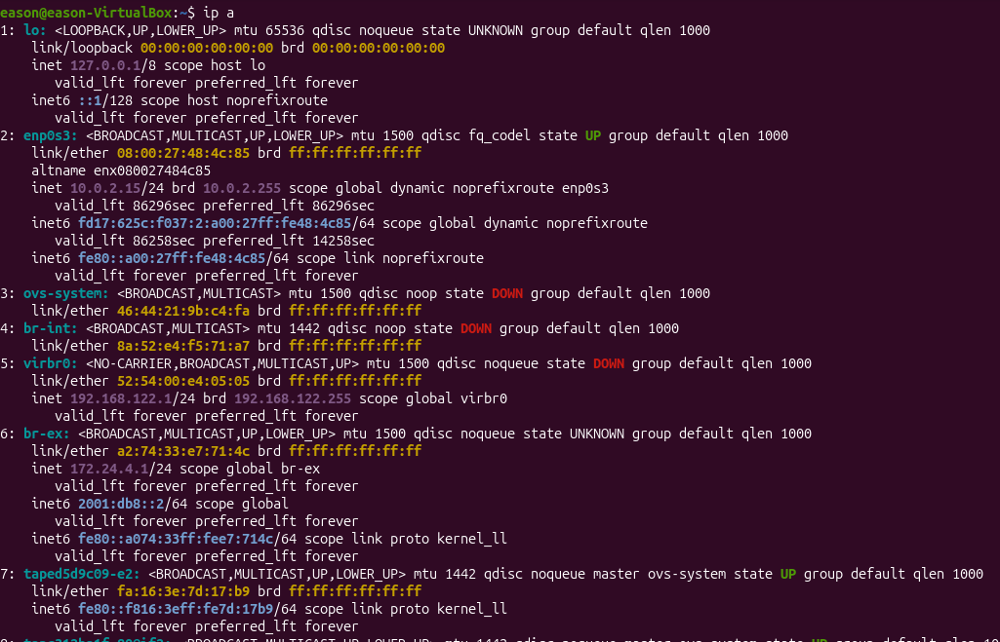 eason@eason-VirtualBox:~$ ip a
1: lo: <LOOPBACK,UP,LOWER_UP> mtu 65536 qdisc noqueue state UNKNOWN group default qlen 1000
    link/loopback 00:00:00:00:00:00 brd 00:00:00:00:00:00
    inet 127.0.0.1/8 scope host lo
       valid_lft forever preferred_lft forever
    inet6 ::1/128 scope host noprefixroute
       valid_lft forever preferred_lft forever
2: enp0s3: <BROADCAST,MULTICAST,UP,LOWER_UP> mtu 1500 qdisc fq_codel state UP group default qlen 1000
    link/ether 08:00:27:48:4c:85 brd ff:ff:ff:ff:ff:ff
    altname enx080027484c85
    inet 10.0.2.15/24 brd 10.0.2.255 scope global dynamic noprefixroute enp0s3
       valid_lft 86296sec preferred_lft 86296sec
    inet6 fd17:625c:f037:2:a00:27ff:fe48:4c85/64 scope global dynamic noprefixroute
       valid_lft 86258sec preferred_lft 14258sec
    inet6 fe80::a00:27ff:fe48:4c85/64 scope link noprefixroute
       valid_lft forever preferred_lft forever
3: ovs-system: <BROADCAST,MULTICAST> mtu 1500 qdisc noop state DOWN group default qlen 1000
    link/ether 46:44:21:9b:c4:fa brd ff:ff:ff:ff:ff:ff
4: br-int: <BROADCAST,MULTICAST> mtu 1442 qdisc noop state DOWN group default qlen 1000
    link/ether 8a:52:e4:f5:71:a7 brd ff:ff:ff:ff:ff:ff
5: virbr0: <NO-CARRIER,BROADCAST,MULTICAST,UP> mtu 1500 qdisc noqueue state DOWN group default qlen 1000
    link/ether 52:54:00:e4:05:05 brd ff:ff:ff:ff:ff:ff
    inet 192.168.122.1/24 brd 192.168.122.255 scope global virbr0
       valid_lft forever preferred_lft forever
6: br-ex: <BROADCAST,MULTICAST,UP,LOWER_UP> mtu 1500 qdisc noqueue state UNKNOWN group default qlen 1000
    link/ether a2:74:33:e7:71:4c brd ff:ff:ff:ff:ff:ff
    inet 172.24.4.1/24 scope global br-ex
       valid_lft forever preferred_lft forever
    inet6 2001:db8::2/64 scope global
       valid_lft forever preferred_lft forever
    inet6 fe80::a074:33ff:fee7:714c/64 scope link proto kernel_ll
       valid_lft forever preferred_lft forever
7: taped5d9c09-e2: <BROADCAST,MULTICAST,UP,LOWER_UP> mtu 1442 qdisc noqueue master ovs-system state UP group default qlen 1000
    link/ether fa:16:3e:7d:17:b9 brd ff:ff:ff:ff:ff:ff
    inet6 fe80::f816:3eff:fe7d:17b9/64 scope link proto kernel_ll
       valid_lft forever preferred_lft forever